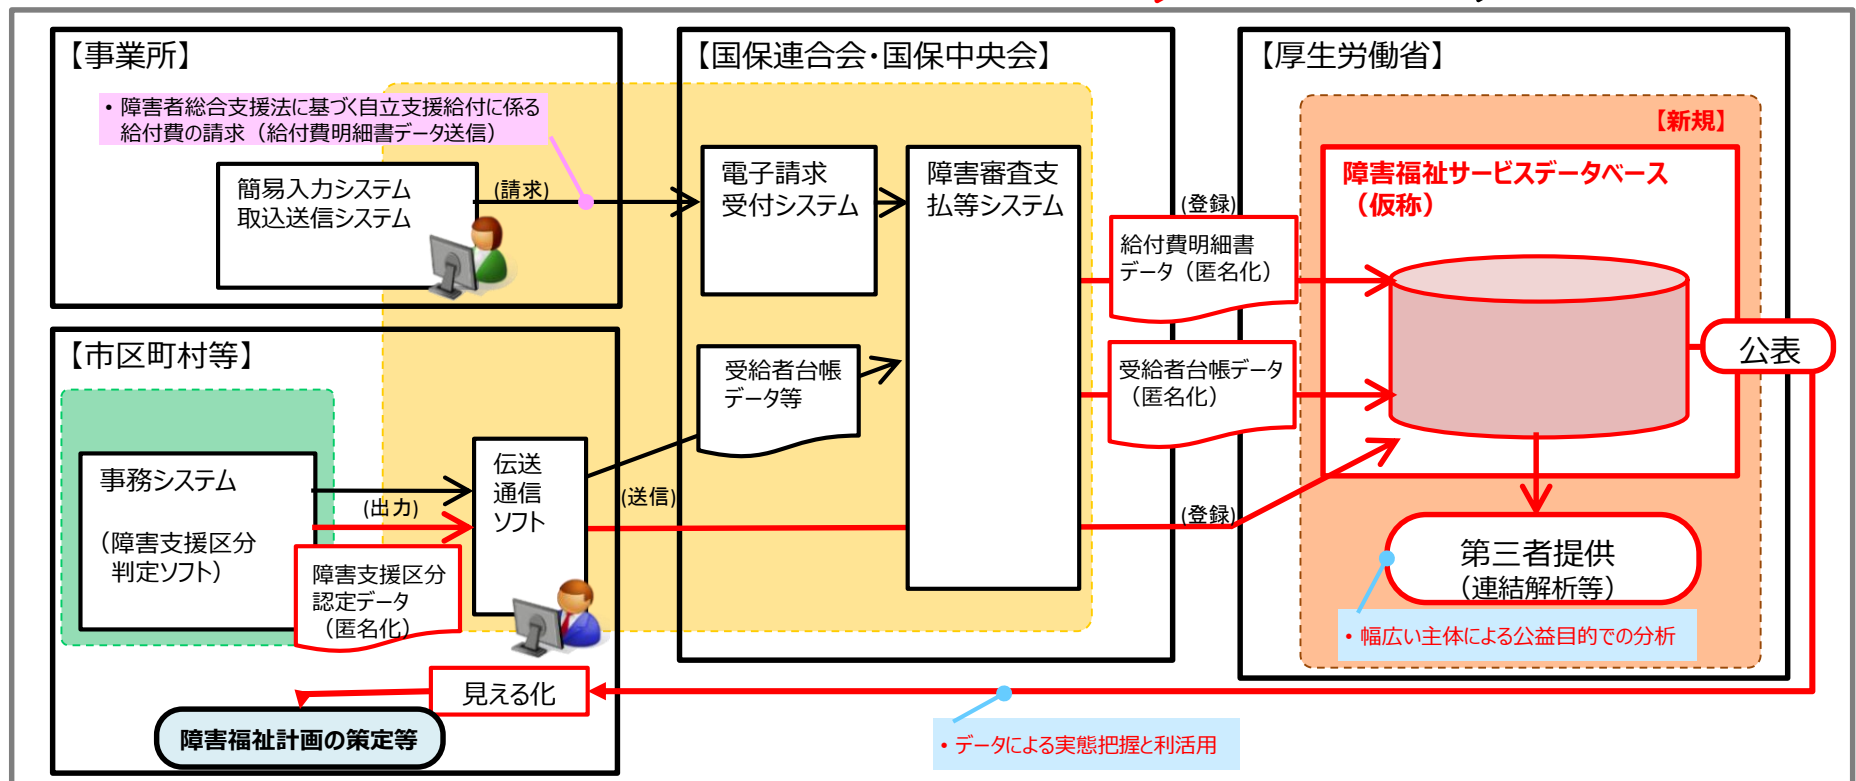 【事業所】
・障害者総合支援法に基づく自立支援給付に係る
給付費の請求（給付費明細書データ送信）
簡易入力システム
取込送信システム
(請求)
【国保連合会・国保中央会】
電子請求
受付システム
障害審査支
払等システム
受給者台帳
データ等
【厚生労働省】
【新規】
障害福祉サービスデータベース
（仮称）
(登録)
給付費明細書
データ（匿名化）
受給者台帳データ
（匿名化）
(登録)
公表
第三者提供
（連結解析等）
・幅広い主体による公益目的での分析
【市区町村等】
事務システム
（障害支援区分
判定ソフト）
(出力)
障害支援区分
認定データ
（匿名化）
伝送
通信
ソフト
(送信)
見える化
障害福祉計画の策定等
・データによる実態把握と利活用